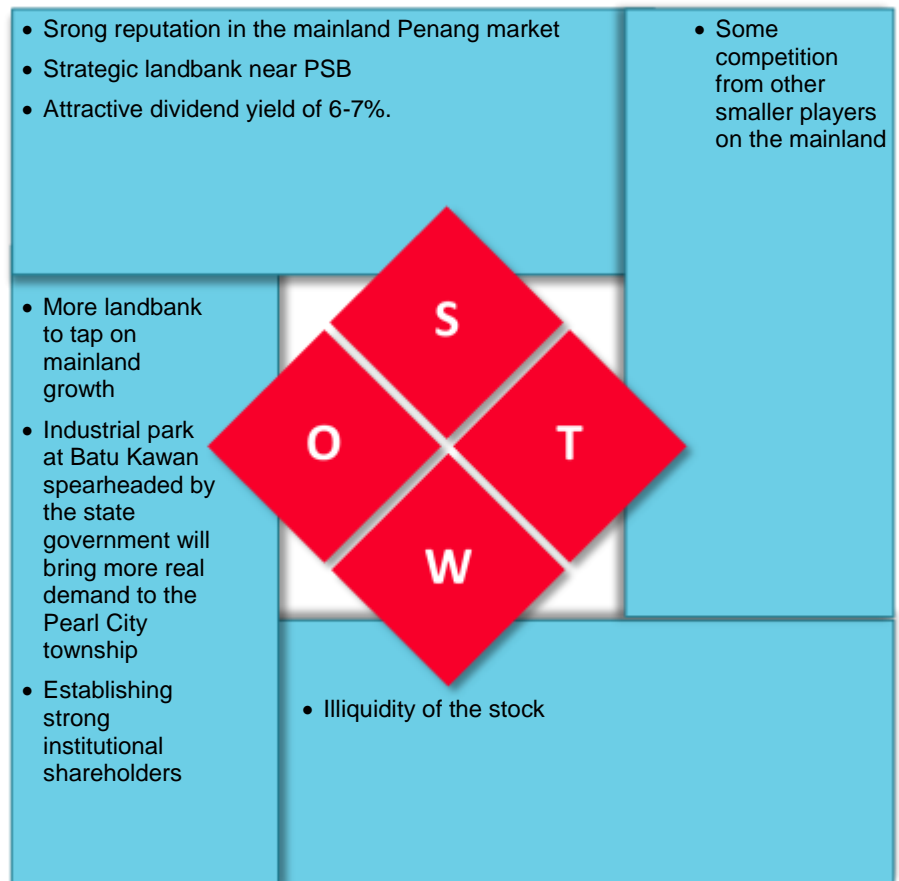 • Srong reputation in the mainland Penang market
• Strategic landbank near PSB
• Attractive dividend yield of 6-7%.
• Some
competition
from other
smaller players
on the mainland
S
O
T
W
• More landbank
to tap on
mainland
growth
• Industrial park
at Batu Kawan
spearheaded by
the state
government will
bring more real
demand to the
Pearl City
township
• Establishing
strong
institutional
shareholders
• Illiquidity of the stock